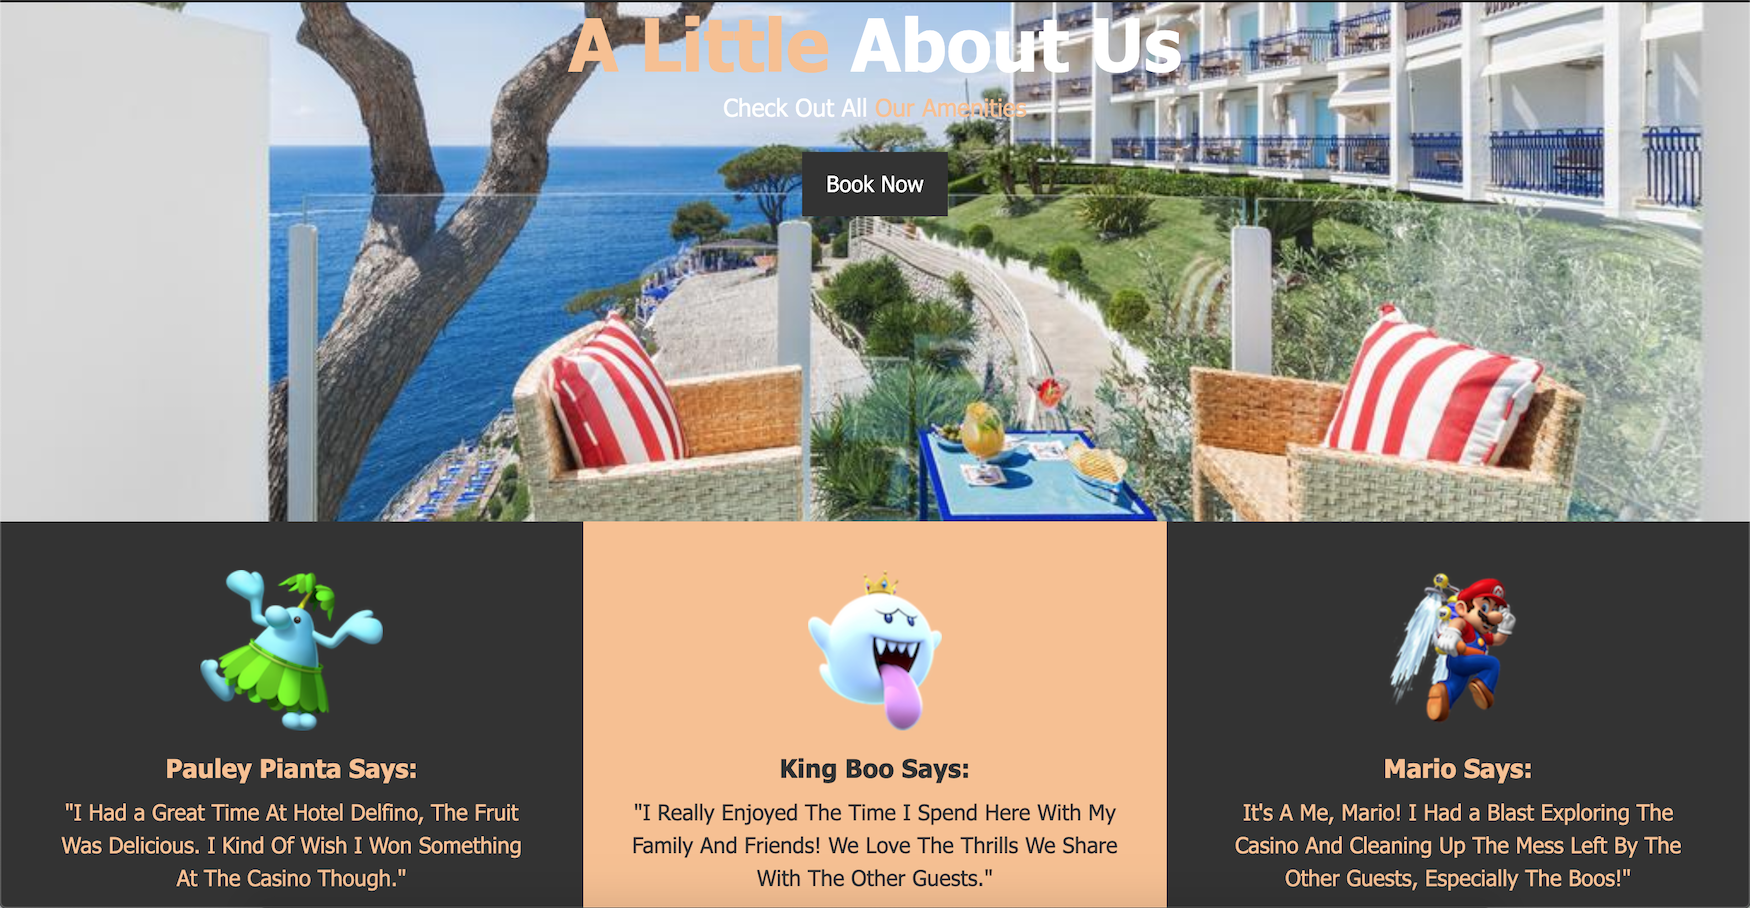 A Little About Us
Check Out All Our Amenities
Book Now
Pauley Pianta Says:
"I Had a Great Time At Hotel Delfino, The Fruit
Was Delicious. I Kind Of Wish I Won Something
At The Casino Though."
King Boo Says:
"I Really Enjoyed The Time I Spend Here With My
Family And Friends! We Love The Thrills We Share
With The Other Guests."
Mario Says:
It's A Me, Mario! I Had a Blast Exploring The
Casino And Cleaning Up The Mess Left By The
Other Guests, Especially The Boos!"